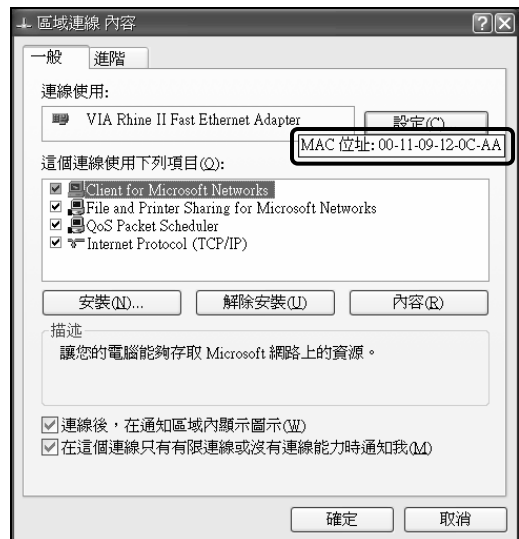 區域連線 內容
一般 進階
連線使用:
VIA Rhine II Fast Ethernet Adapter 設定(C)...
MAC 位址: 00-11-09-12-0C-AA
這個連線使用下列項目(O):
Client for Microsoft Networks
File and Printer Sharing for Microsoft Networks
QoS Packet Scheduler
Internet Protocol (TCP/IP)
安裝(N)... 解除安裝(U) 內容(R)
描述
讓您的電腦能夠存取 Microsoft 網路上的資源。
連線後，在通知區域內顯示圖示(W)
在這個連線只有有限連線或沒有連線能力時通知我(M)
確定 取消